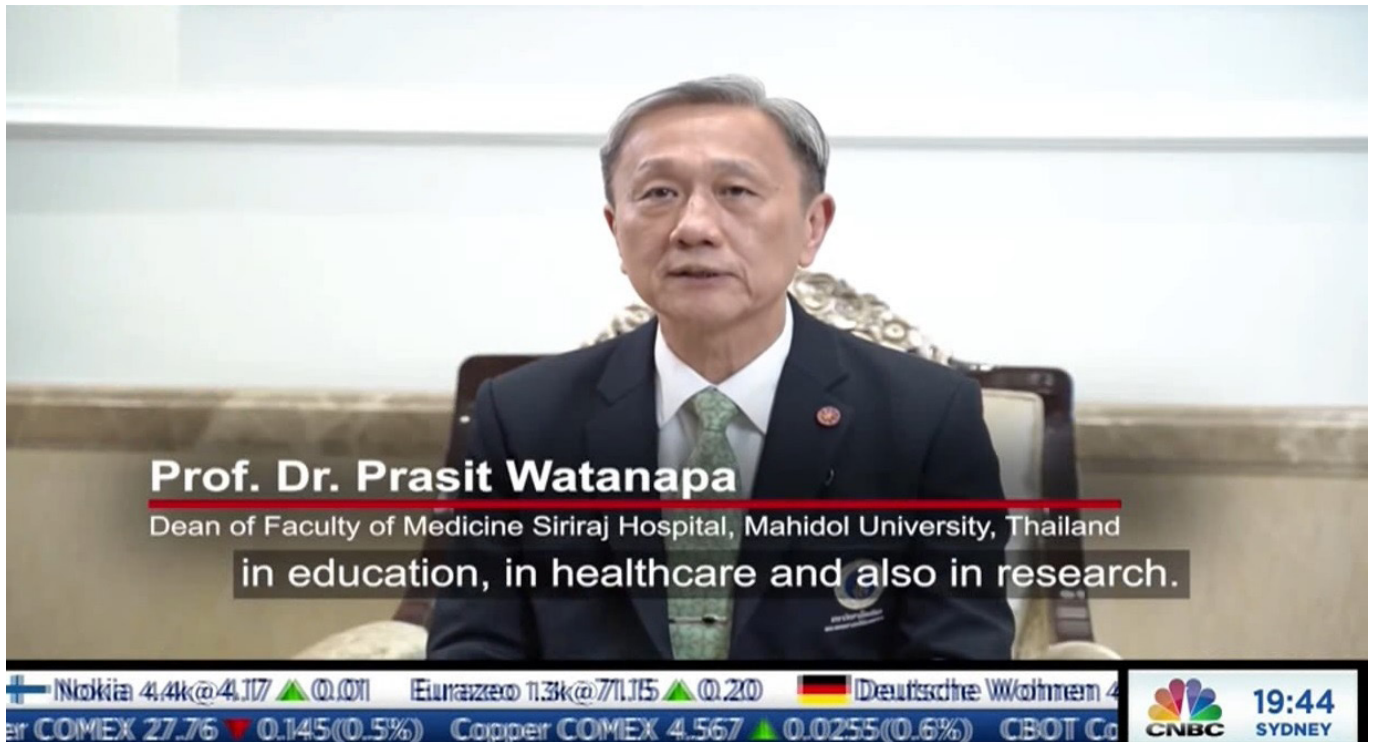 Prof. Dr. Prasit Watanapa
Dean of Faculty of Medicine Siriraj Hospital, Mahidol University, Thailand
in education, in healthcare and also in research.
Nokia 4.4k@4.17 ▲ 0.01 Eurazeo 1.3k@71.15 ▲ 0.20 Deutsche Wohnen 4
er COMEX 27.76 ▼ 0.145(0.5%) Copper COMEX 4.567 ▲ 0.0255(0.6%) CBOT Co
CNBC
19:44
SYDNEY